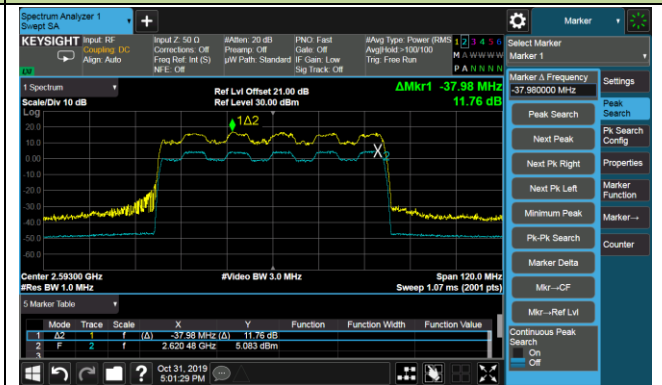 Spectrum Analyzer 1
Swept SA
+
Marker
KEYSIGHT Input: RF
Coupling: DC
Align: Auto
Input Z: 50 Ω
Corrections: Off
Freq Ref: Int (S)
NFE: Off
#Atten: 20 dB
Preamp: Off
µW Path: Standard
PNO: Fast
Gate: Off
IF Gain: Low
Sig Track: Off
#Avg Type: Power (RMS
Avg|Hold:>100/100
Trig: Free Run
1 2 3 4 5 6
M A W W W W
P A N N N N
Select Marker
Marker 1
1 Spectrum
Scale/Div 10 dB
Log
Ref Lvl Offset 21.00 dB
Ref Level 30.00 dBm
ΔMkr1 -37.98 MHz
11.76 dB
20.0
10.0
0.00
-10.0
-20.0
-30.0
-40.0
-50.0
-60.0
1Δ2
X2
Center 2.59300 GHz
#Res BW 1.0 MHz
#Video BW 3.0 MHz
Span 120.0 MHz
Sweep 1.07 ms (2001 pts)
5 Marker Table
Mode Trace Scale X Y Function Function Width Function Value
1 Δ2 1 f (Δ) -37.98 MHz (Δ) 11.76 dB
2 F 2 f 2.620 48 GHz 5.083 dBm
3
Oct 31, 2019
5:01:29 PM
Marker Δ Frequency
-37.980000 MHz
Peak Search
Next Peak
Next Pk Right
Next Pk Left
Minimum Peak
Pk-Pk Search
Marker Delta
Mkr→CF
Mkr→Ref Lvl
Continuous Peak
Search
On
Off
Settings
Peak
Search
Pk Search
Config
Properties
Marker
Function
Marker→
Counter